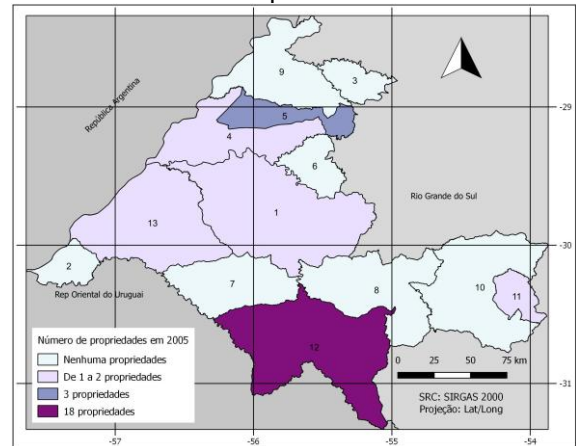 República Argentina
9
3
-29
5
4
6
Rio Grande do Sul
13
1
-30
2
7
8
10
11
Rep Oriental do Uruguai
12
Número de propriedades em 2005
Nenhuma propriedades
De 1 a 2 propriedades
3 propriedades
18 propriedades
0 25 50 75 km
-31
SRC: SIRGAS 2000
Projeção: Lat/Long
-57 -56 -55 -54